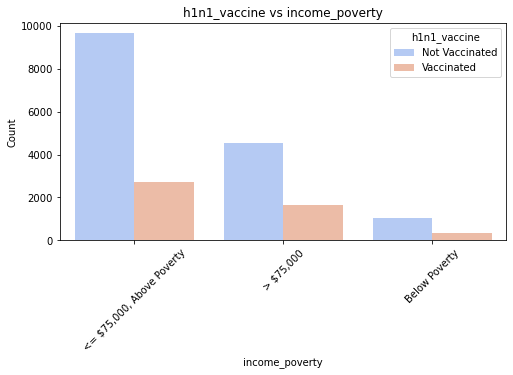 h1n1_vaccine vs income_poverty
h1n1_vaccine
Not Vaccinated
Vaccinated
Count
10000
8000
6000
4000
2000
0
<= $75,000, Above Poverty
> $75,000
Below Poverty
income_poverty